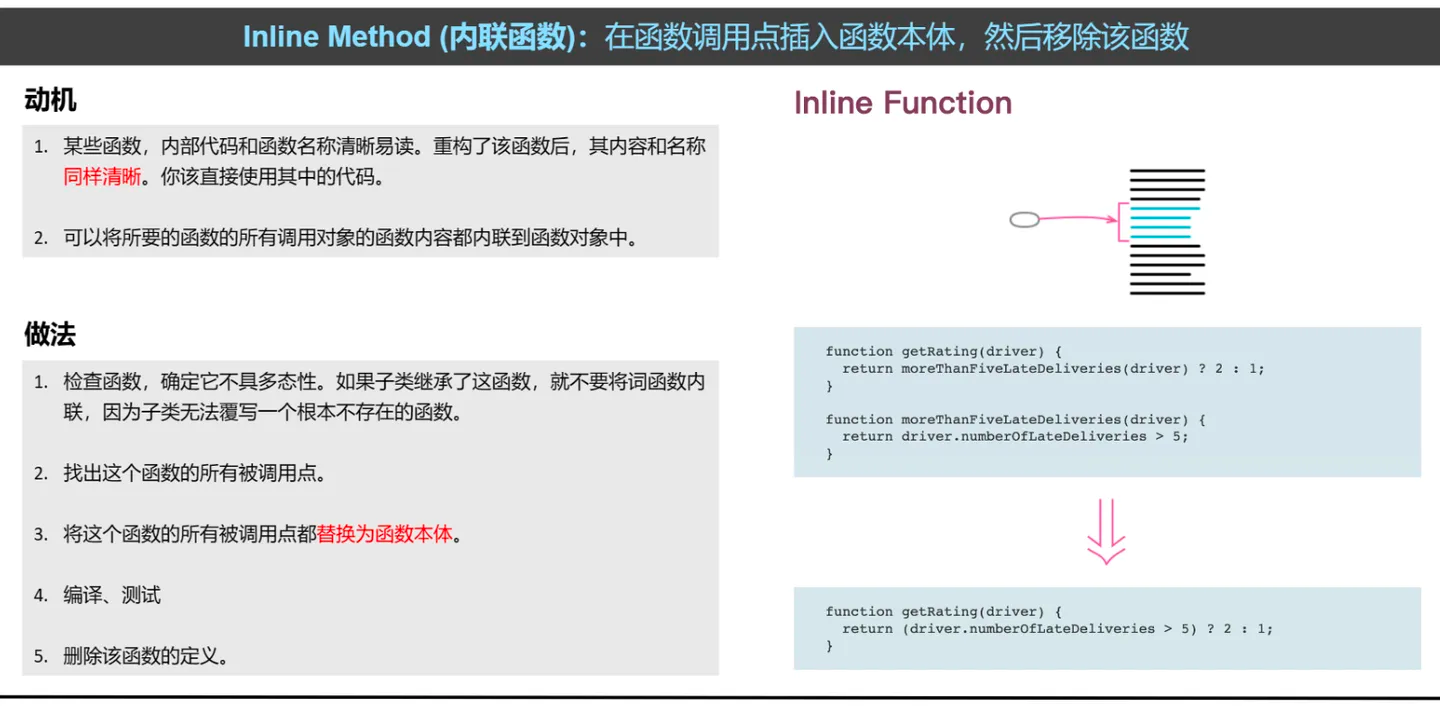 Inline Method (内联函数)：在函数调用点插入函数本体，然后移除该函数
动机
1. 某些函数，内部代码和函数名称清晰易读。重构了该函数后，其内容和名称
同样清晰。你该直接使用其中的代码。
2. 可以将所要的函数的所有调用对象的函数内容都内联到函数对象中。
做法
1. 检查函数，确定它不具多态性。如果子类继承了这函数，就不要将词函数内
联，因为子类无法覆写一个根本不存在的函数。
2. 找出这个函数的所有被调用点。
3. 将这个函数的所有被调用点都替换为函数本体。
4. 编译、测试
5. 删除该函数的定义。
Inline Function
function getRating(driver) {
  return moreThanFiveLateDeliveries(driver) ? 2 : 1;
}
function moreThanFiveLateDeliveries(driver) {
  return driver.numberOfLateDeliveries > 5;
}
function getRating(driver) {
  return (driver.numberOfLateDeliveries > 5) ? 2 : 1;
}